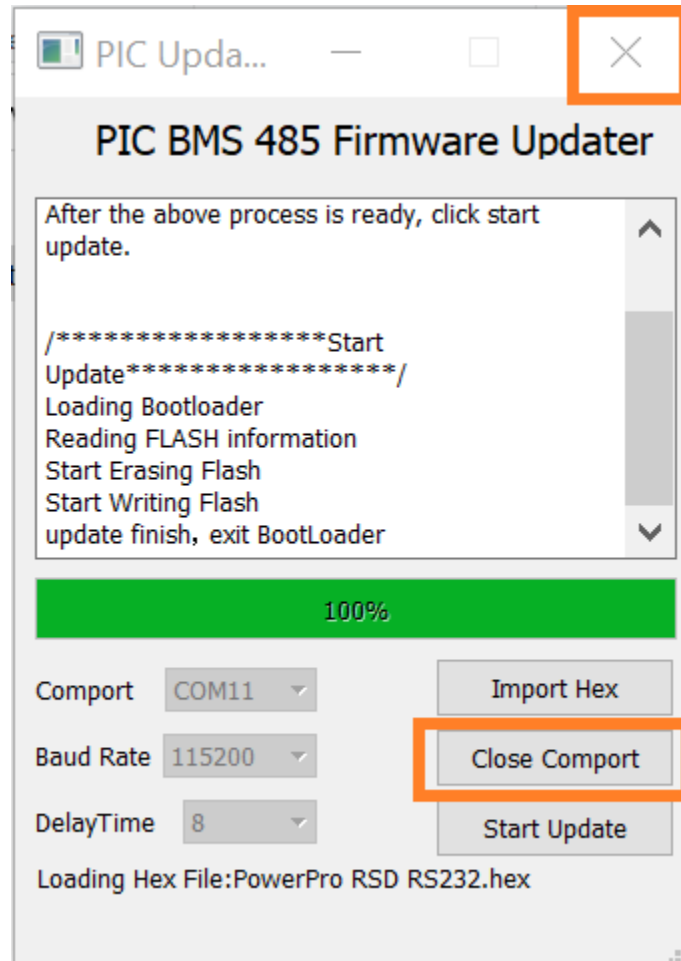 PIC Upda...
PIC BMS 485 Firmware Updater
After the above process is ready, click start
update.
/******************Start
Update******************/
Loading Bootloader
Reading FLASH information
Start Erasing Flash
Start Writing Flash
update finish, exit BootLoader
100%
Comport COM11 Import Hex
Baud Rate 115200 Close Comport
DelayTime 8 Start Update
Loading Hex File:PowerPro RSD RS232.hex